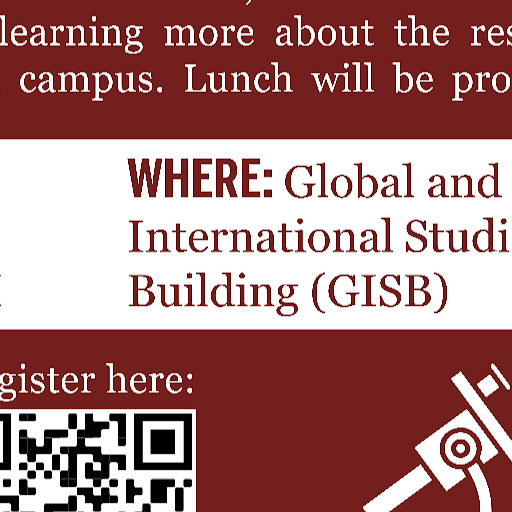 learning more about the res
campus. Lunch will be pro
WHERE: Global and
International Studi
Building (GISB)
gister here: